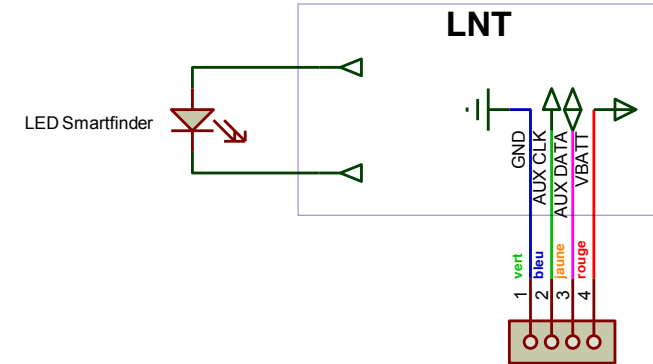 LNT
LED Smartfinder
GND
AUX CLK
AUX DATA
VBATT
vert
bleu
jaune
rouge
1
2
3
4